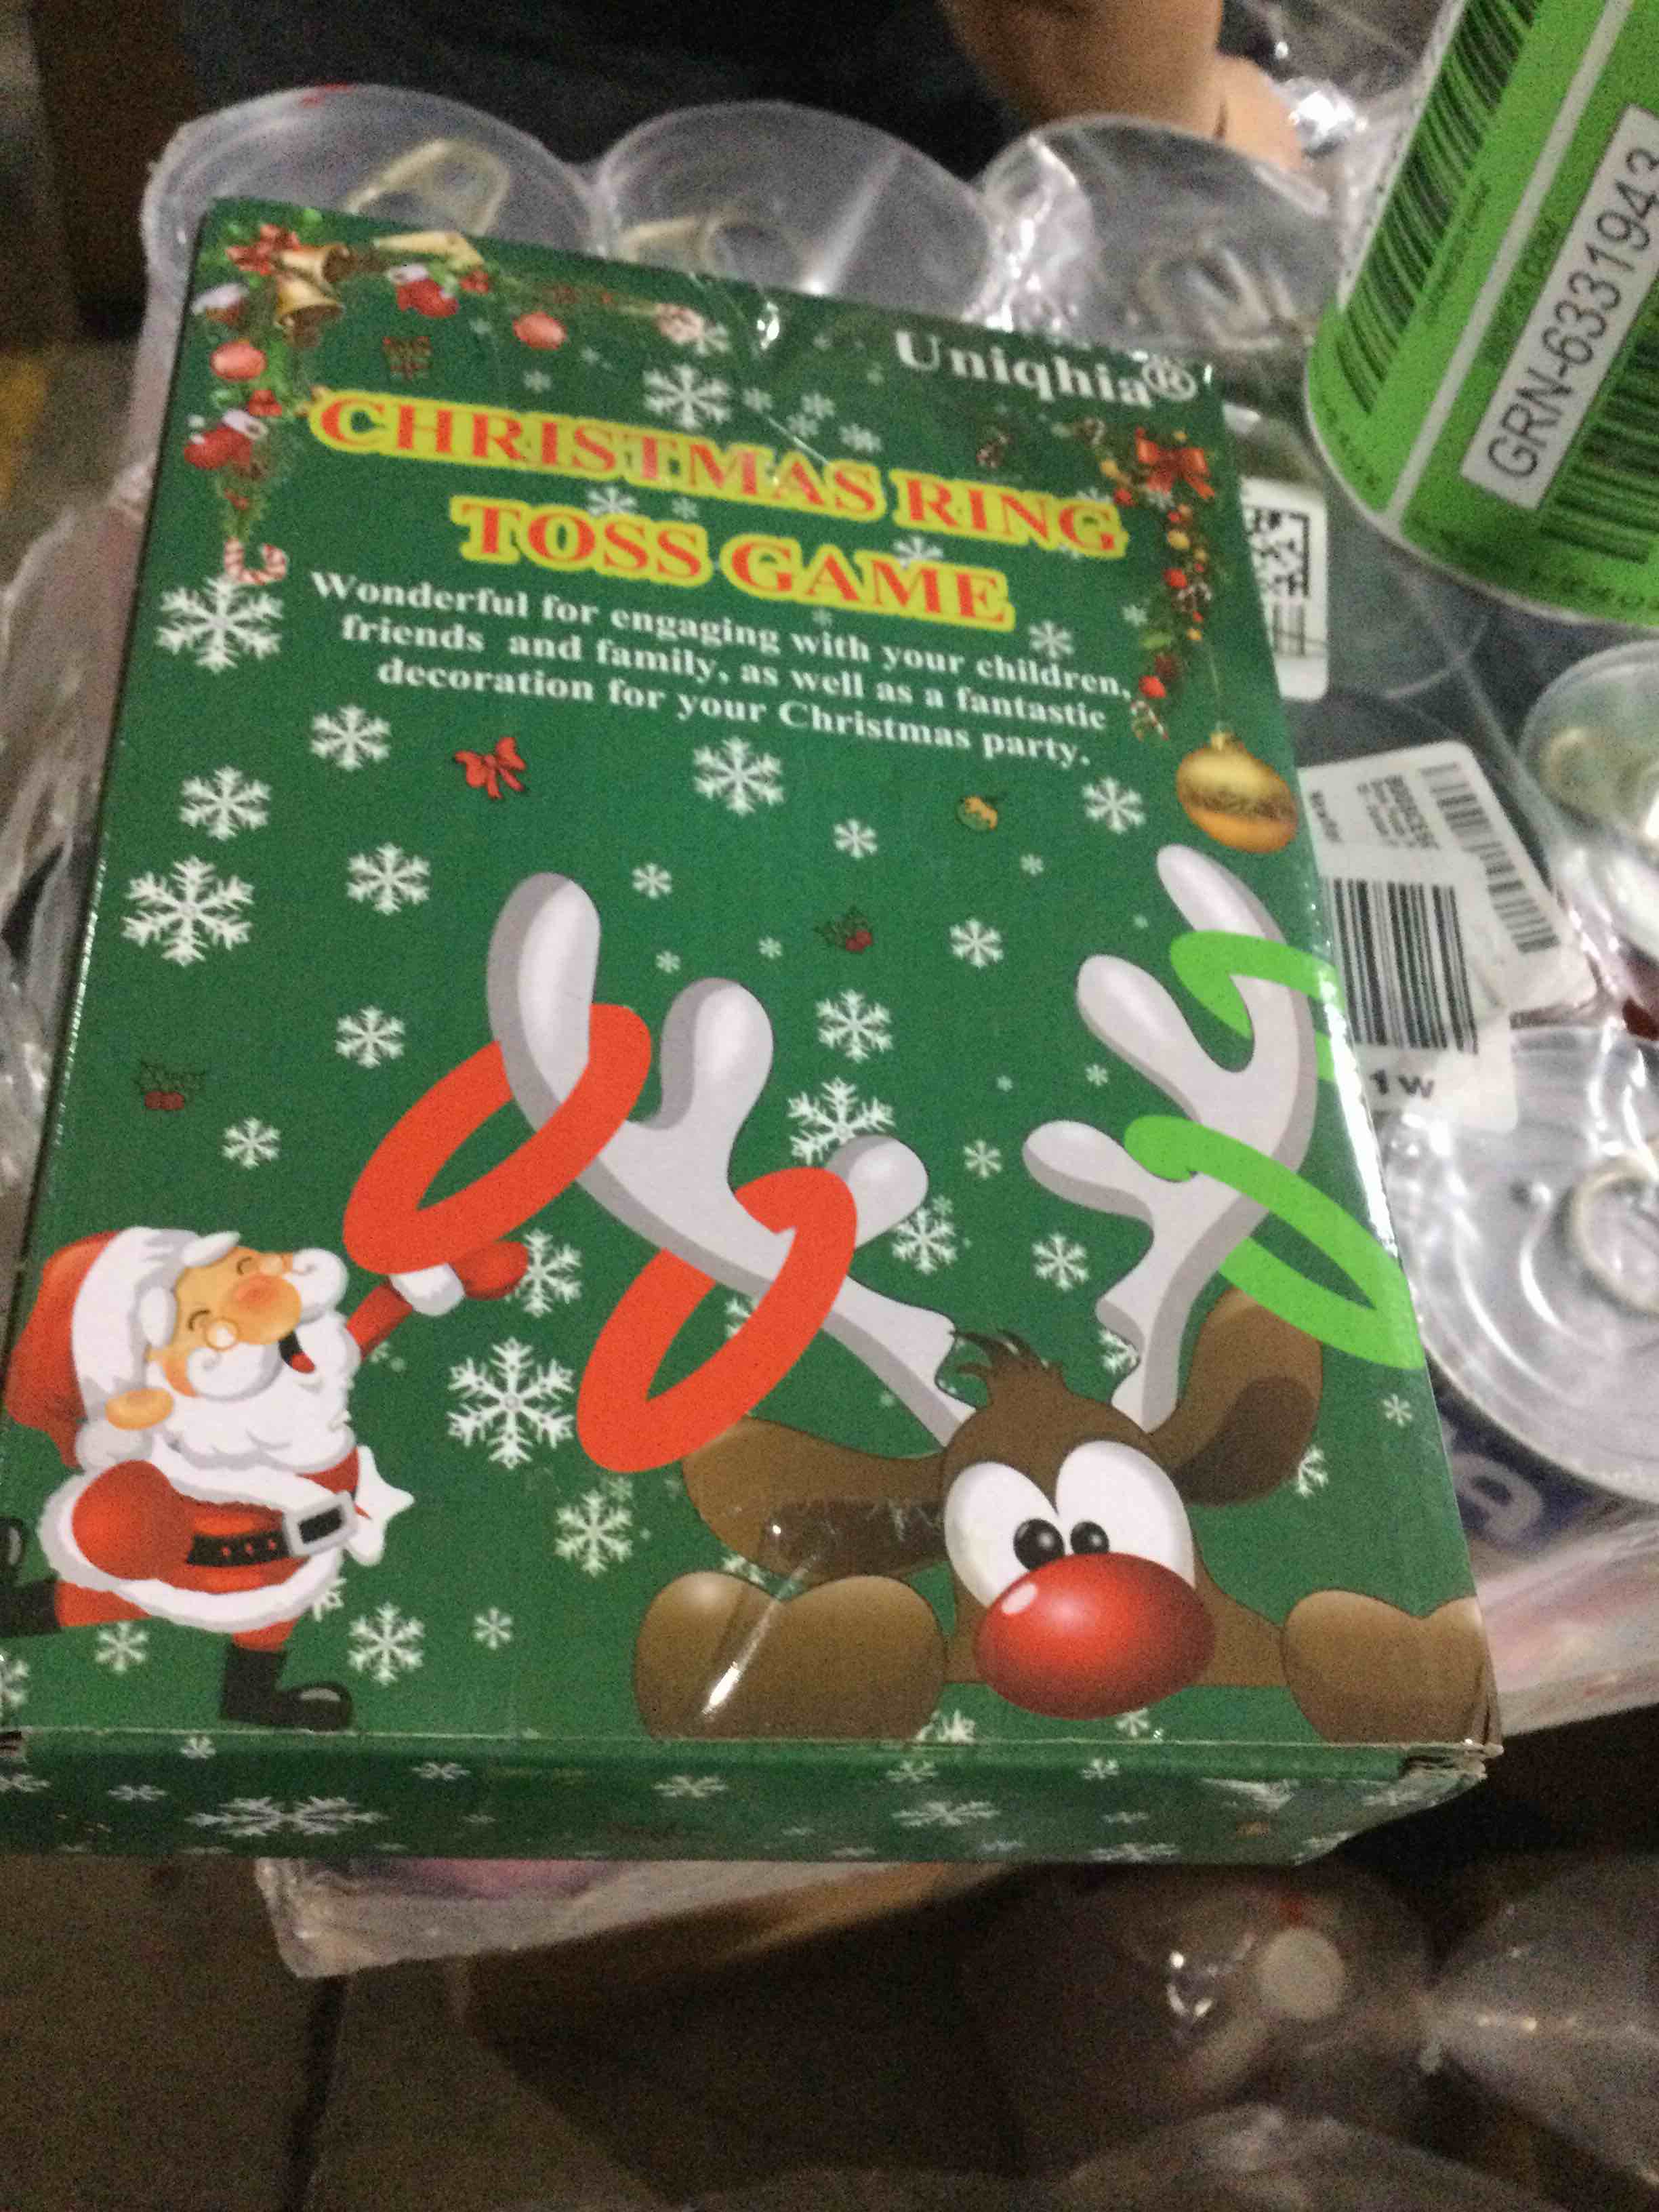 Uniqhia®
CHRISTMAS RING
TOSS GAME
Wonderful for engaging with your children,
friends and family, as well as a fantastic
decoration for your Christmas party.
GRN-6331943
1 w